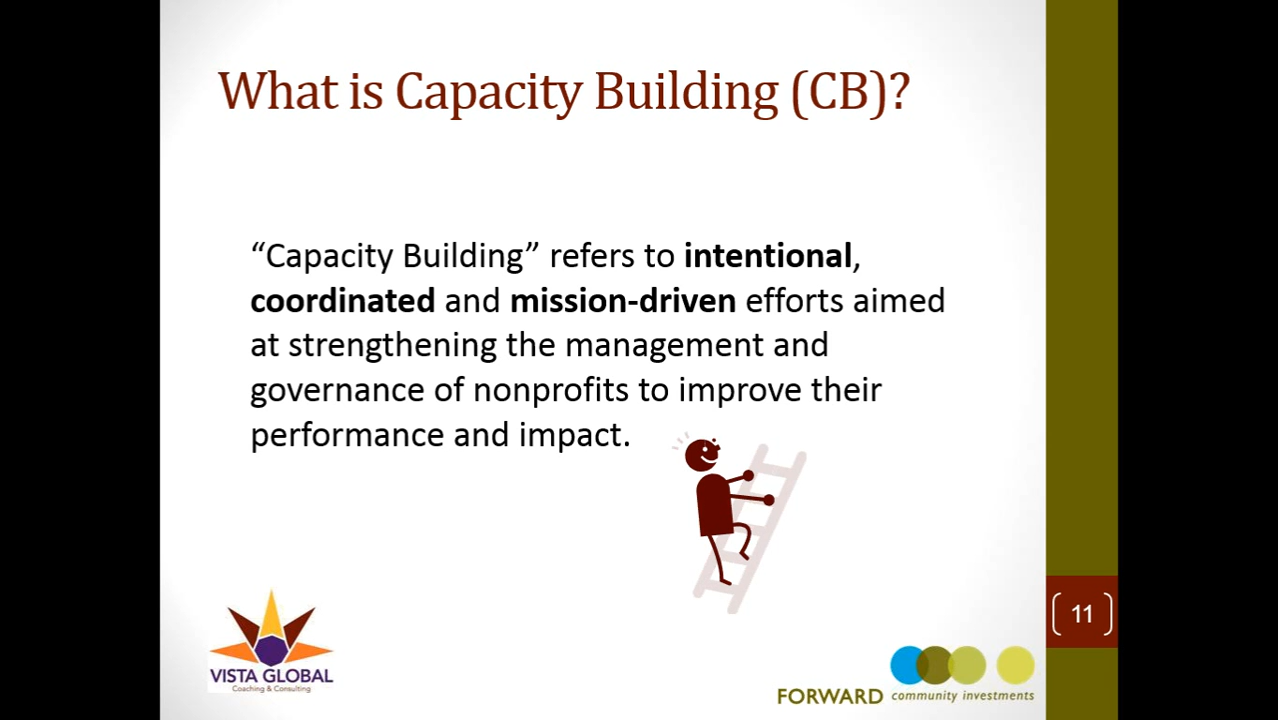 What is Capacity Building (CB)?
“Capacity Building” refers to intentional,
coordinated and mission-driven efforts aimed
at strengthening the management and
governance of nonprofits to improve their
performance and impact.
11
VISTA GLOBAL
Coaching & Consulting
FORWARD community investments